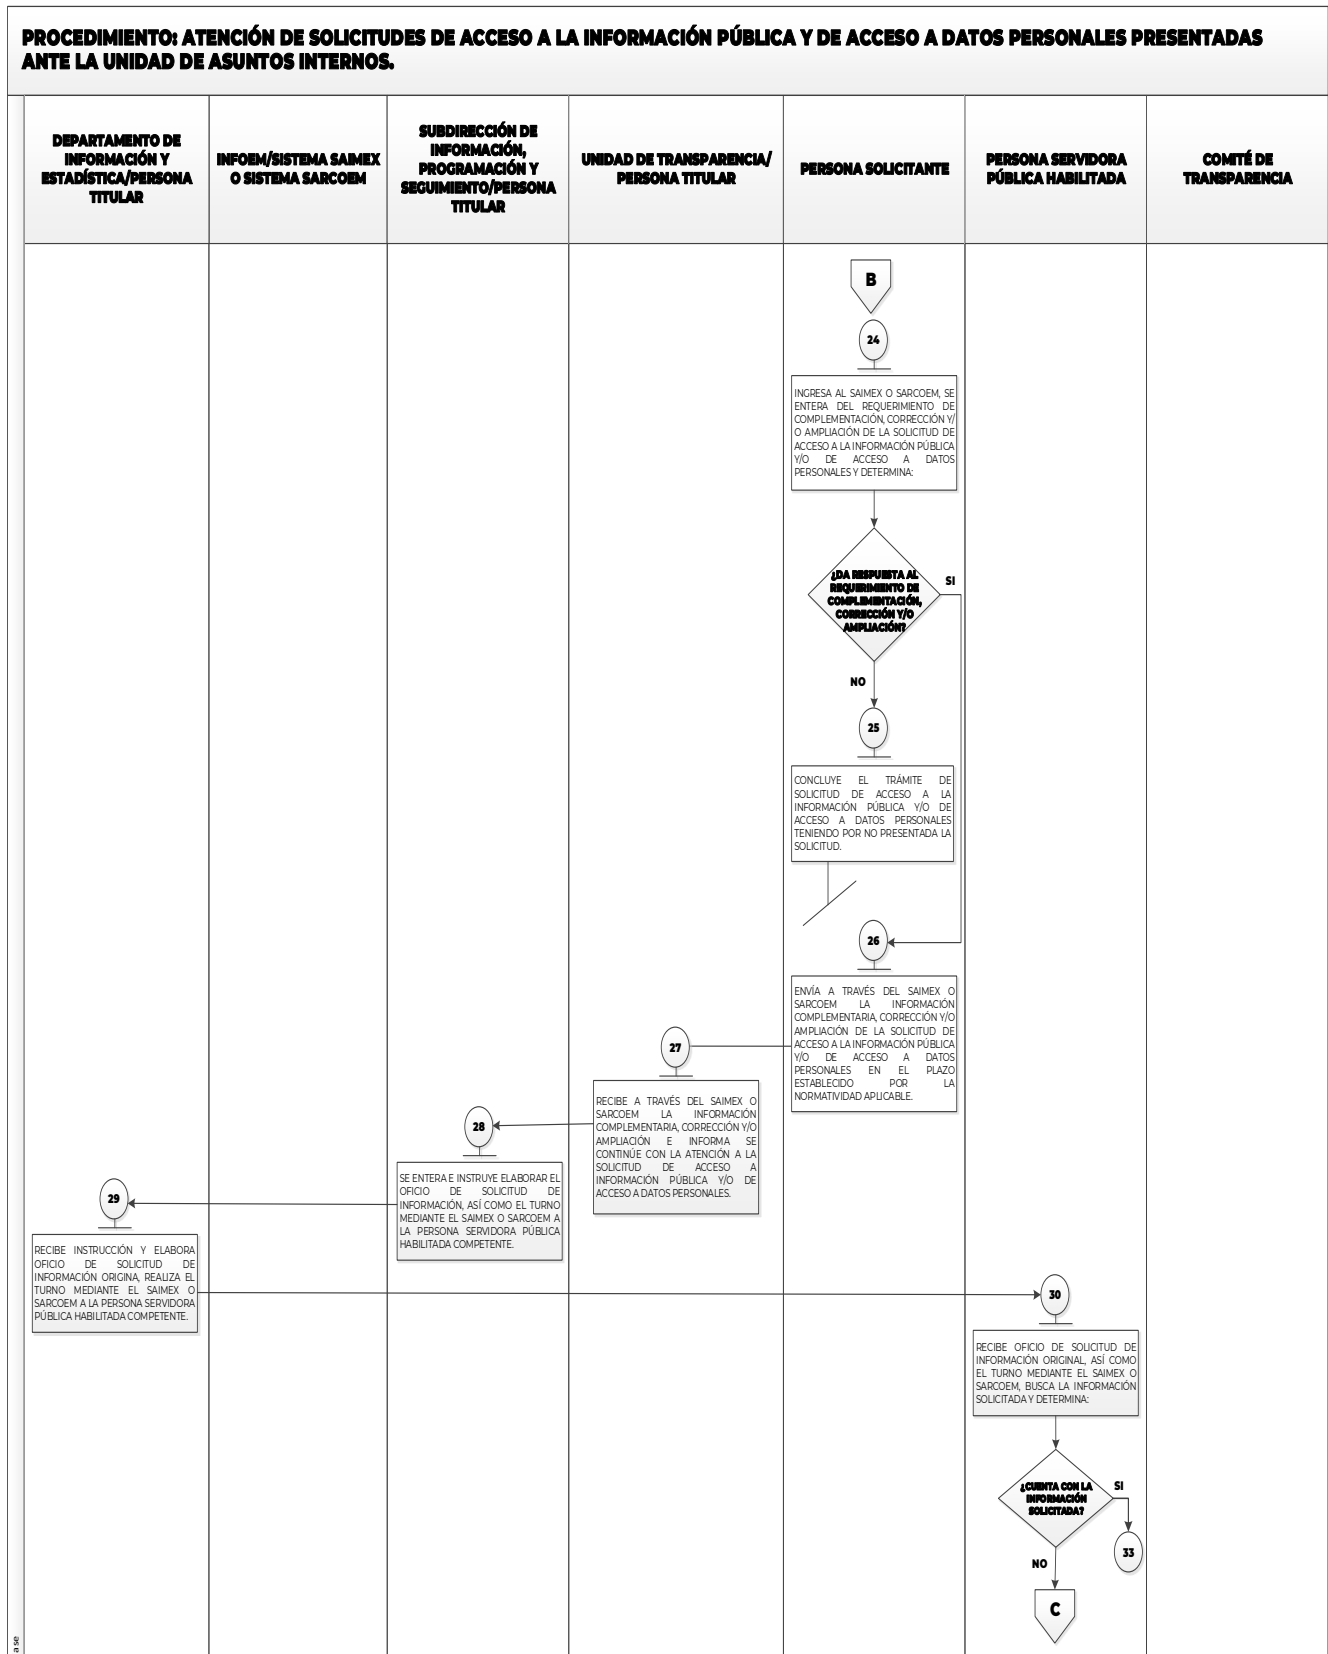 PROCEDIMIENTO: ATENCIÓN DE SOLICITUDES DE ACCESO A LA INFORMACIÓN PÚBLICA Y DE ACCESO A DATOS PERSONALES PRESENTADAS
ANTE LA UNIDAD DE ASUNTOS INTERNOS.
DEPARTAMENTO DE
INFORMACIÓN Y
ESTADÍSTICA/PERSONA
TITULAR
INFOEM/SISTEMA SAIMEX
O SISTEMA SARCOEM
SUBDIRECCIÓN DE
INFORMACIÓN,
PROGRAMACIÓN Y
SEGUIMIENTO/PERSONA
TITULAR
UNIDAD DE TRANSPARENCIA/
PERSONA TITULAR
PERSONA SOLICITANTE
PERSONA SERVIDORA
PÚBLICA HABILITADA
COMITÉ DE
TRANSPARENCIA
B
24
INGRESA AL SAIMEX O SARCOEM, SE
ENTERA DEL REQUERIMIENTO DE
COMPLEMENTACIÓN, CORRECCIÓN Y/
O AMPLIACIÓN DE LA SOLICITUD DE
ACCESO A LA INFORMACIÓN PÚBLICA
Y/O DE ACCESO A DATOS
PERSONALES Y DETERMINA:
¿DA RESPUESTA AL
REQUERIMIENTO DE
COMPLEMENTACIÓN,
CORRECCIÓN Y/O
AMPLIACIÓN?
SI
NO
25
CONCLUYE EL TRÁMITE DE
SOLICITUD DE ACCESO A LA
INFORMACIÓN PÚBLICA Y/O DE
ACCESO A DATOS PERSONALES
TENIENDO POR NO PRESENTADA LA
SOLICITUD.
26
ENVÍA A TRAVÉS DEL SAIMEX O
SARCOEM LA INFORMACIÓN
COMPLEMENTARIA, CORRECCIÓN Y/O
AMPLIACIÓN DE LA SOLICITUD DE
ACCESO A LA INFORMACIÓN PÚBLICA
Y/O DE ACCESO A DATOS
PERSONALES EN EL PLAZO
ESTABLECIDO POR LA
NORMATIVIDAD APLICABLE.
27
RECIBE A TRAVÉS DEL SAIMEX O
SARCOEM LA INFORMACIÓN
COMPLEMENTARIA, CORRECCIÓN Y/O
AMPLIACIÓN E INFORMA SE
CONTINÚE CON LA ATENCIÓN A LA
SOLICITUD DE ACCESO A
INFORMACIÓN PÚBLICA Y/O DE
ACCESO A DATOS PERSONALES.
28
SE ENTERA E INSTRUYE ELABORAR EL
OFICIO DE SOLICITUD DE
INFORMACIÓN, ASÍ COMO EL TURNO
MEDIANTE EL SAIMEX O SARCOEM A
LA PERSONA SERVIDORA PÚBLICA
HABILITADA COMPETENTE.
29
RECIBE INSTRUCCIÓN Y ELABORA
OFICIO DE SOLICITUD DE
INFORMACIÓN ORIGINA, REALIZA EL
TURNO MEDIANTE EL SAIMEX O
SARCOEM A LA PERSONA SERVIDORA
PÚBLICA HABILITADA COMPETENTE.
30
RECIBE OFICIO DE SOLICITUD DE
INFORMACIÓN ORIGINAL, ASÍ COMO
EL TURNO MEDIANTE EL SAIMEX O
SARCOEM, BUSCA LA INFORMACIÓN
SOLICITADA Y DETERMINA:
¿CUENTA CON LA
INFORMACIÓN
SOLICITADA?
SI
33
NO
C
ase